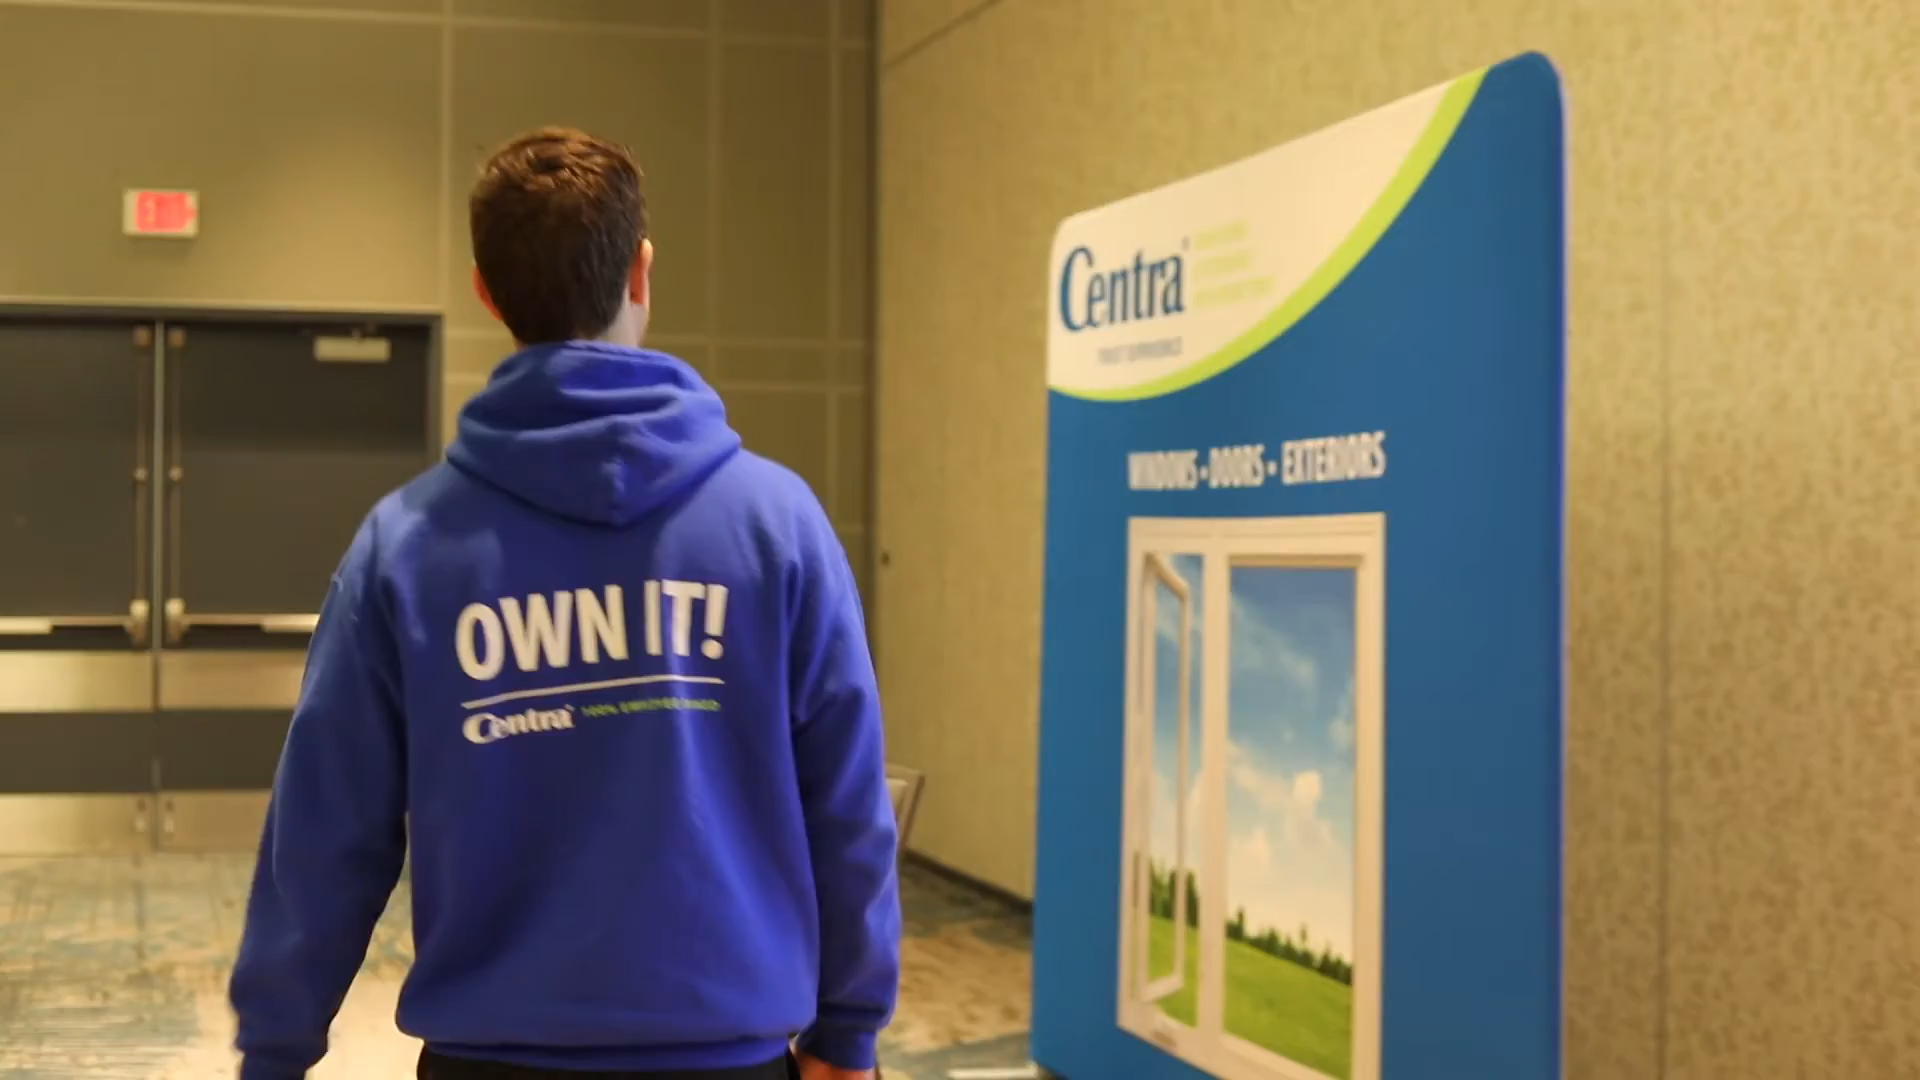 OWN IT!
Centra 100% EMPLOYEE OWNED
Centra
WINDOWS • DOORS • EXTERIORS